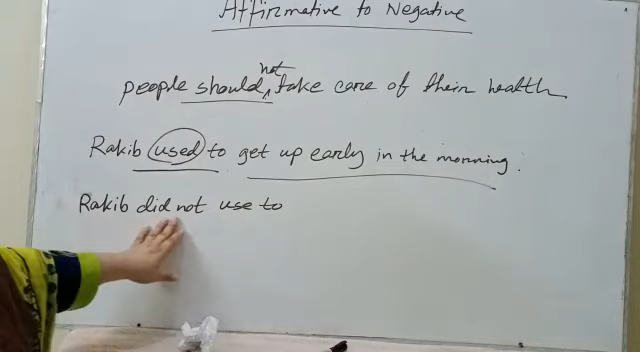 Affirmative to Negative
people should not take care of their health
Rakib used to get up early in the morning.
Rakib did not use to